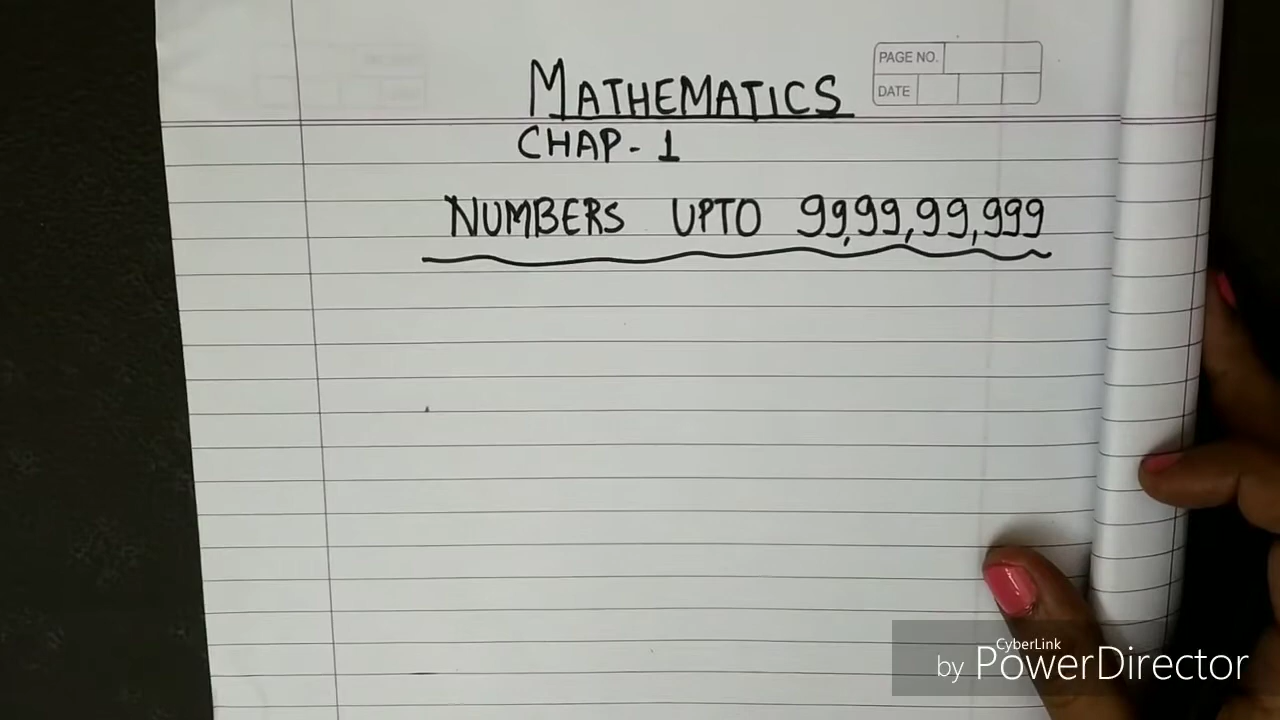 MATHEMATICS
PAGE NO.
DATE
CHAP - 1
NUMBERS UPTO 99,99,99,999
CyberLink
by PowerDirector